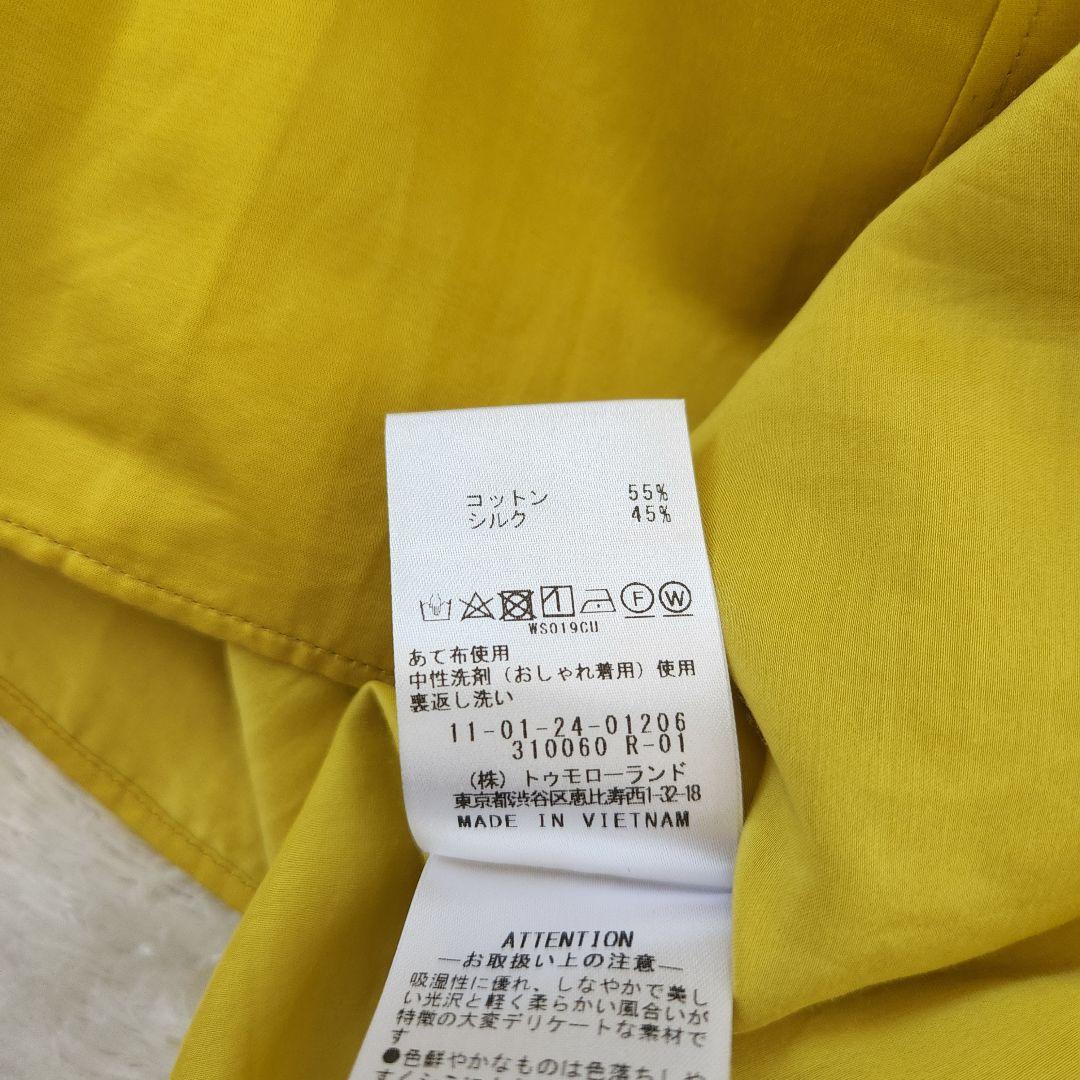 コットン 55%
シルク 45%
F W
WS019CU
あて布使用
中性洗剤（おしゃれ着用）使用
裏返し洗い
11-01-24-01206
310060 R-01
（株）トゥモローランド
東京都渋谷区恵比寿西1-32-18
MADE IN VIETNAM
ATTENTION
―お取扱い上の注意―
吸湿性に優れ、しなやかで美し
い光沢と軽く柔らかい風合いが
特徴の大変デリケートな素材で
す
●色鮮やかなものは色落ちしや